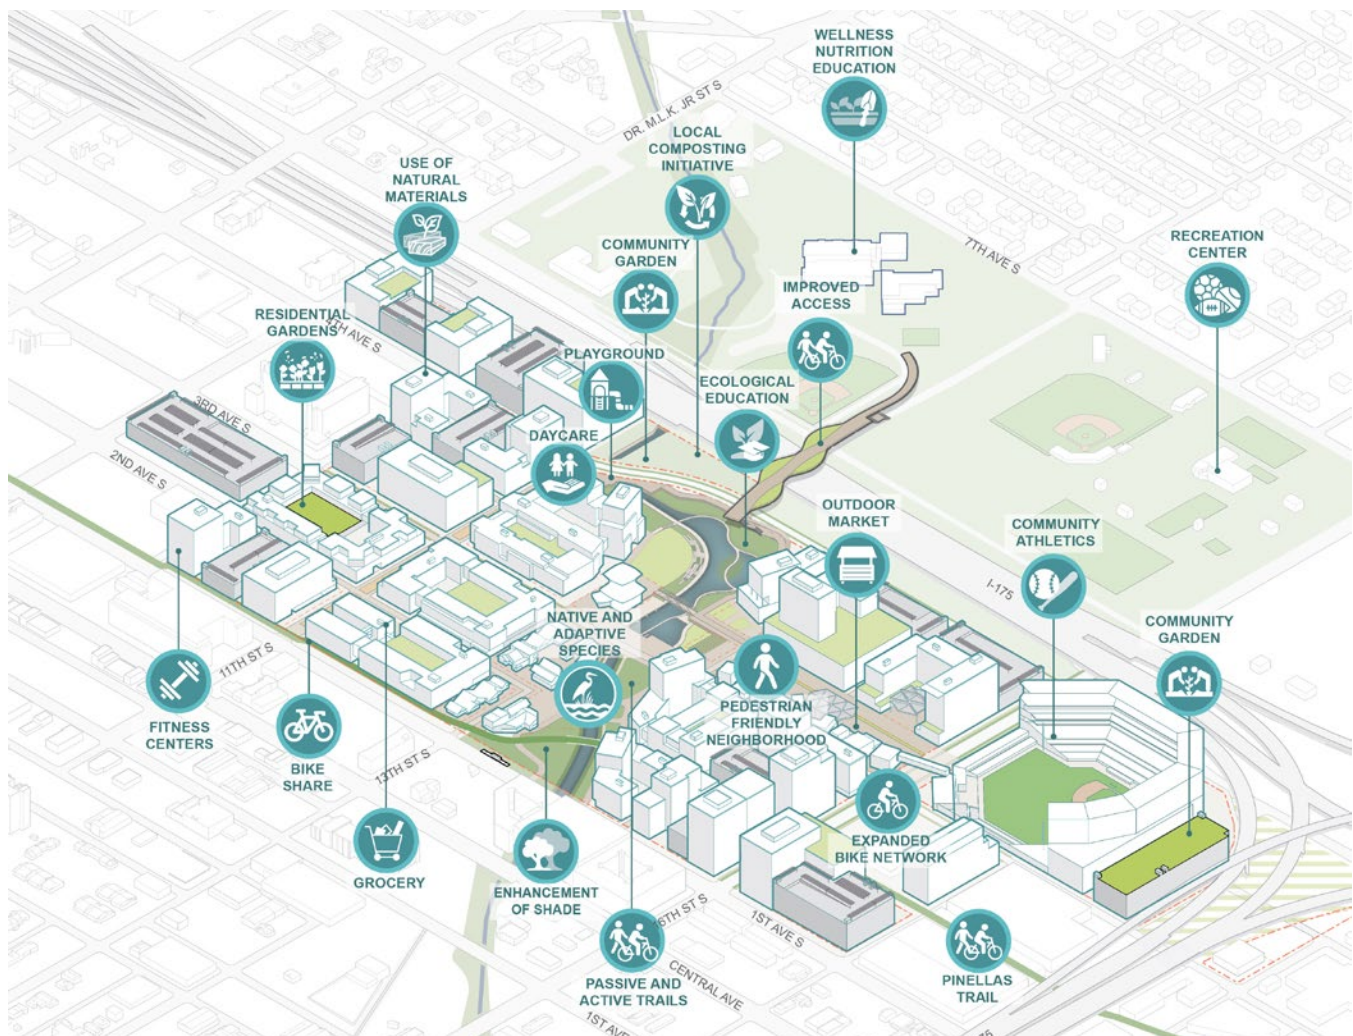 WELLNESS
NUTRITION
EDUCATION
DR. M.L.K. JR ST S
LOCAL
COMPOSTING
INITIATIVE
USE OF
NATURAL
MATERIALS
COMMUNITY
GARDEN
7TH AVE S
RECREATION
CENTER
IMPROVED
ACCESS
RESIDENTIAL
GARDENS
4TH AVE S
PLAYGROUND
ECOLOGICAL
EDUCATION
3RD AVE S
DAYCARE
2ND AVE S
OUTDOOR
MARKET
COMMUNITY
ATHLETICS
I-175
NATIVE AND
ADAPTIVE
SPECIES
COMMUNITY
GARDEN
11TH ST S
PEDESTRIAN
FRIENDLY
NEIGHBORHOOD
FITNESS
CENTERS
BIKE
SHARE
13TH ST S
EXPANDED
BIKE NETWORK
GROCERY
ENHANCEMENT
OF SHADE
16TH ST S
1ST AVE S
CENTRAL AVE
PASSIVE AND
ACTIVE TRAILS
PINELLAS
TRAIL
1ST AVE